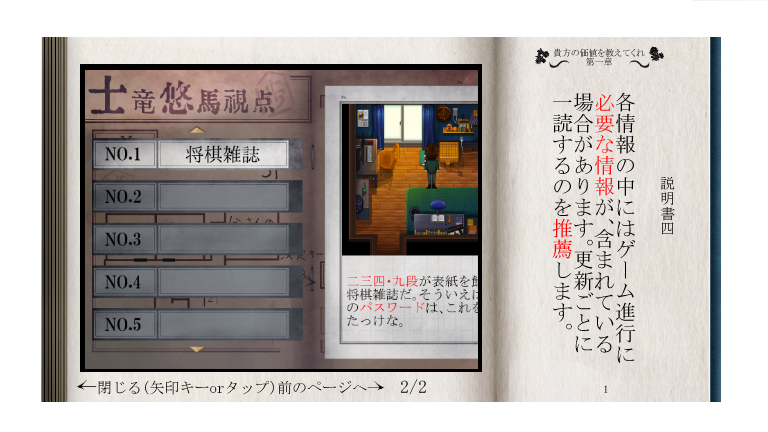 士竜悠馬視点
NO.1 将棋雑誌
NO.2
NO.3
NO.4
NO.5
二三四・九段が表紙を
将棋雑誌だ。そういえ
のパスワードは、これ
たっけな。
←閉じる(矢印キーorタップ)前のページへ→ 2/2
貴方の価値を教えてくれ
第一章
説明書四
各情報の中にはゲーム進行に
必要な情報が、含まれている
場合があります。更新ごとに
一読するのを推薦します。
1